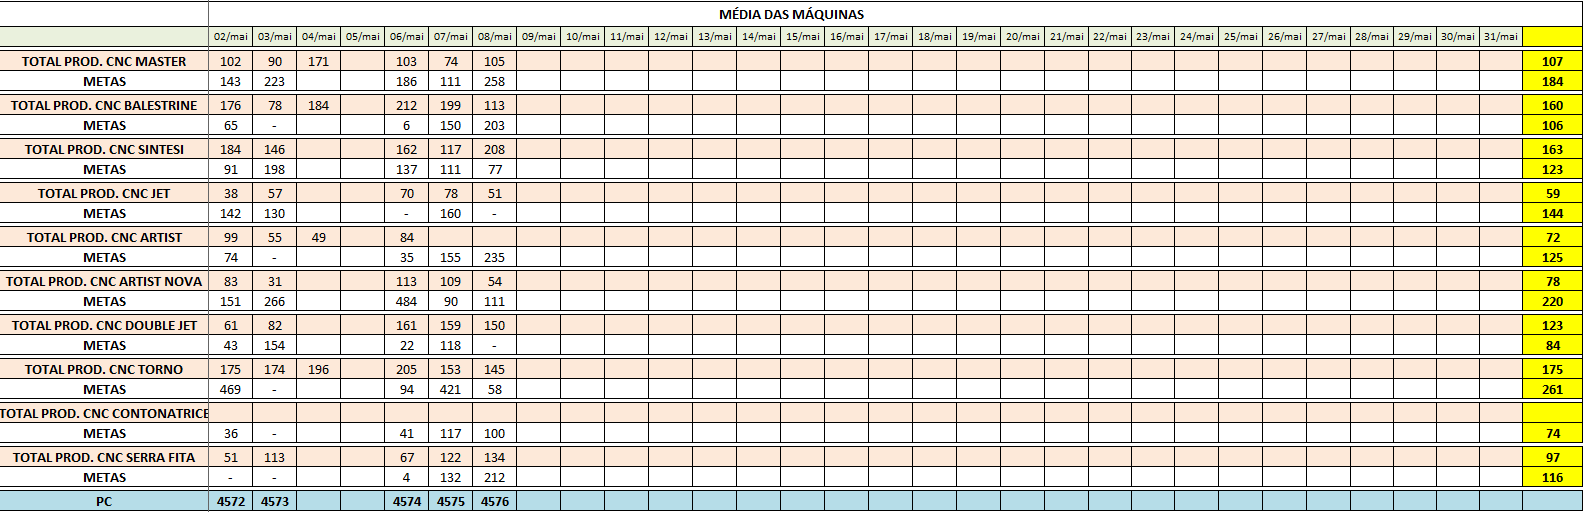 MÉDIA DAS MÁQUINAS
02/mai 03/mai 04/mai 05/mai 06/mai 07/mai 08/mai 09/mai 10/mai 11/mai 12/mai 13/mai 14/mai 15/mai 16/mai 17/mai 18/mai 19/mai 20/mai 21/mai 22/mai 23/mai 24/mai 25/mai 26/mai 27/mai 28/mai 29/mai 30/mai 31/mai
TOTAL PROD. CNC MASTER 102 90 171 103 74 105 107
METAS 143 223 186 111 258 184
TOTAL PROD. CNC BALESTRINE 176 78 184 212 199 113 160
METAS 65 - 6 150 203 106
TOTAL PROD. CNC SINTESI 184 146 162 117 208 163
METAS 91 198 137 111 77 123
TOTAL PROD. CNC JET 38 57 70 78 51 59
METAS 142 130 - 160 - 144
TOTAL PROD. CNC ARTIST 99 55 49 84 72
METAS 74 - 35 155 235 125
TOTAL PROD. CNC ARTIST NOVA 83 31 113 109 54 78
METAS 151 266 484 90 111 220
TOTAL PROD. CNC DOUBLE JET 61 82 161 159 150 123
METAS 43 154 22 118 - 84
TOTAL PROD. CNC TORNO 175 174 196 205 153 145 175
METAS 469 - 94 421 58 261
TOTAL PROD. CNC CONTONATRICE
METAS 36 - 41 117 100 74
TOTAL PROD. CNC SERRA FITA 51 113 67 122 134 97
METAS - - 4 132 212 116
PC 4572 4573 4574 4575 4576